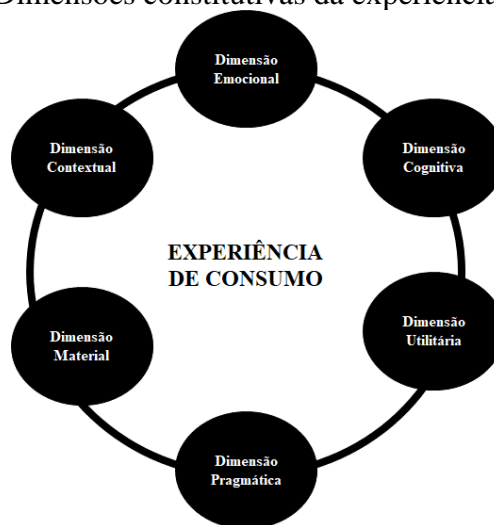 Dimensões constitutivas da experiência
Dimensão
Emocional
Dimensão
Contextual
Dimensão
Cognitiva
EXPERIÊNCIA
DE CONSUMO
Dimensão
Material
Dimensão
Utilitária
Dimensão
Pragmática